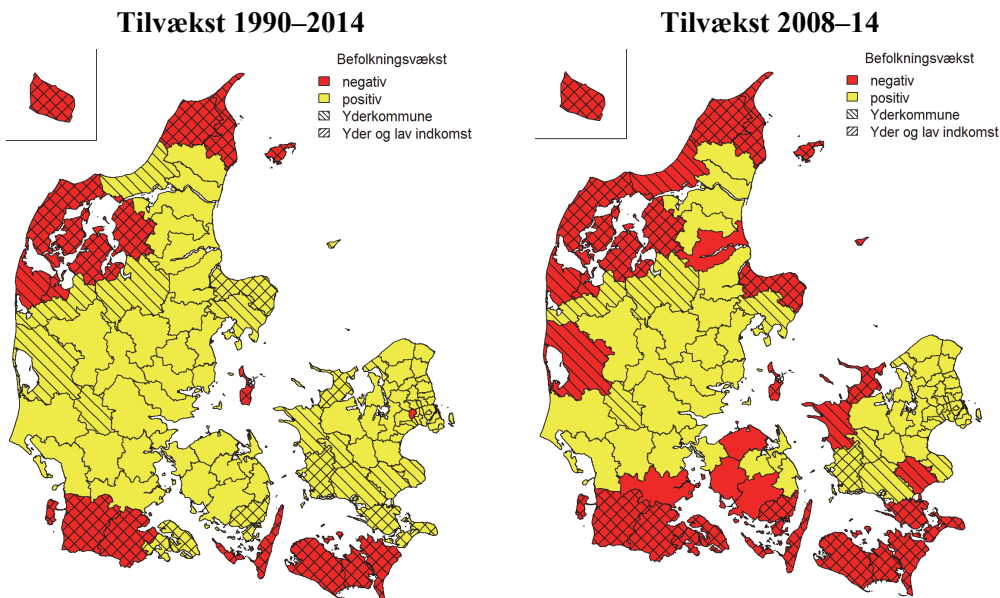 Tilvækst 1990–2014
Befolkningsvækst
negativ
positiv
Yderkommune
Yder og lav indkomst
Tilvækst 2008–14
Befolkningsvækst
negativ
positiv
Yderkommune
Yder og lav indkomst